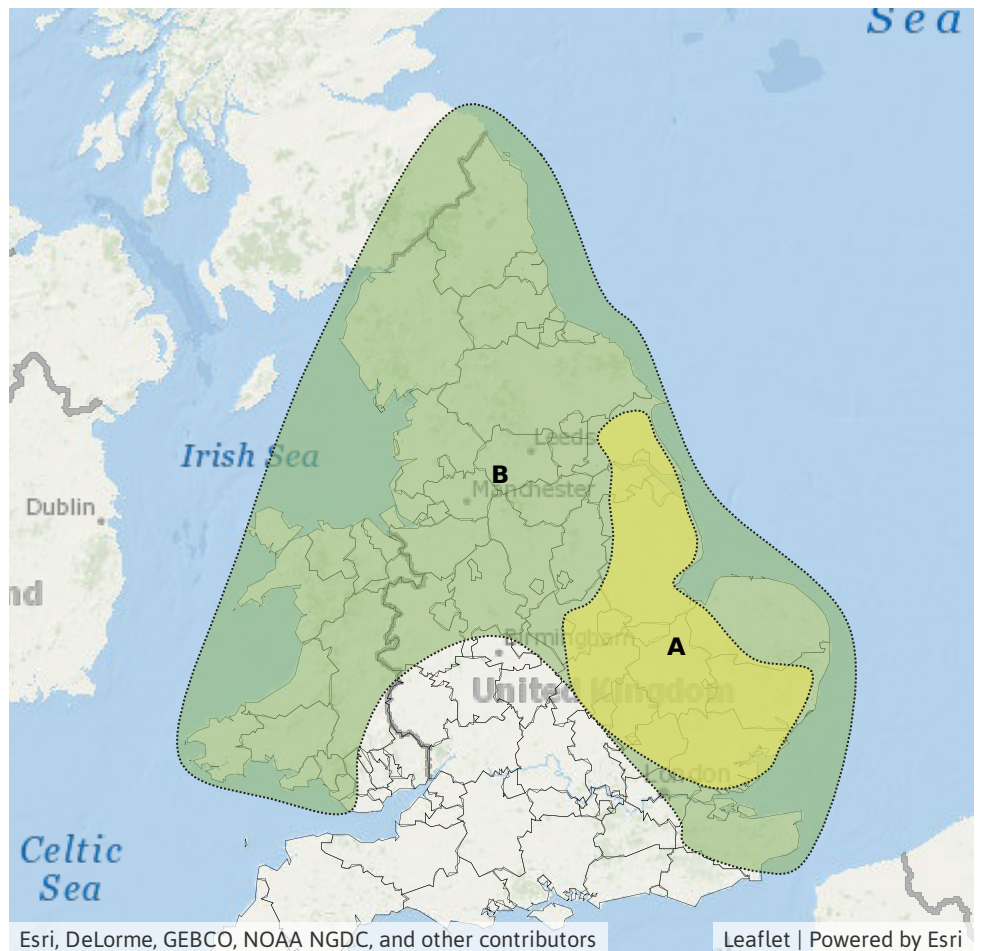 Sea
Irish Sea
Leeds
B
Manchester
Dublin
nd
Birmingham
A
United Kingdom
London
Celtic
Sea
Esri, DeLorme, GEBCO, NOAA NGDC, and other contributors
Leaflet | Powered by Esri